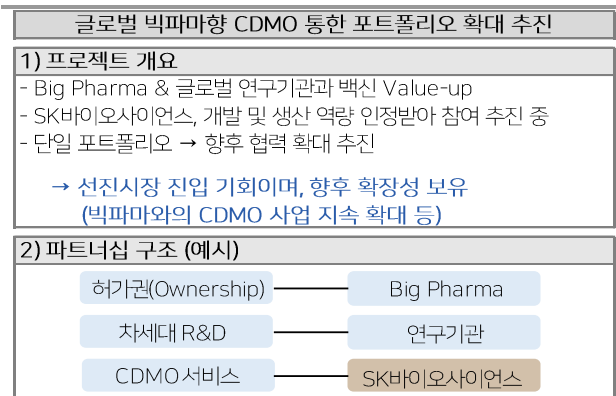 글로벌 빅파마향 CDMO 통한 포트폴리오 확대 추진
1) 프로젝트 개요
- Big Pharma & 글로벌 연구기관과 백신 Value-up
- SK바이오사이언스, 개발 및 생산 역량 인정받아 참여 추진 중
- 단일 포트폴리오 → 향후 협력 확대 추진
→ 선진시장 진입 기회이며, 향후 확장성 보유
(빅파마와의 CDMO 사업 지속 확대 등)
2) 파트너십 구조 (예시)
허가권(Ownership) Big Pharma
차세대 R&D 연구기관
CDMO 서비스 SK바이오사이언스